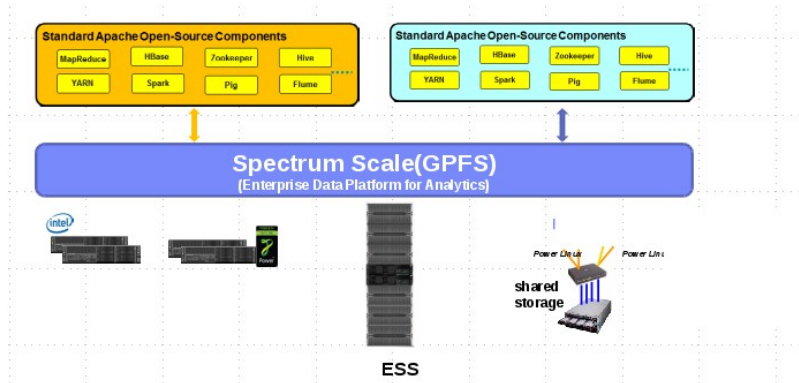 Standard Apache Open-Source Components
MapReduce HBase Zookeeper Hive
YARN Spark Pig Flume
Standard Apache Open-Source Components
MapReduce HBase Zookeeper Hive
YARN Spark Pig Flume
Spectrum Scale(GPFS)
(Enterprise Data Platform for Analytics)
intel
Power
Power Linux Power Linu
shared
storage
ESS